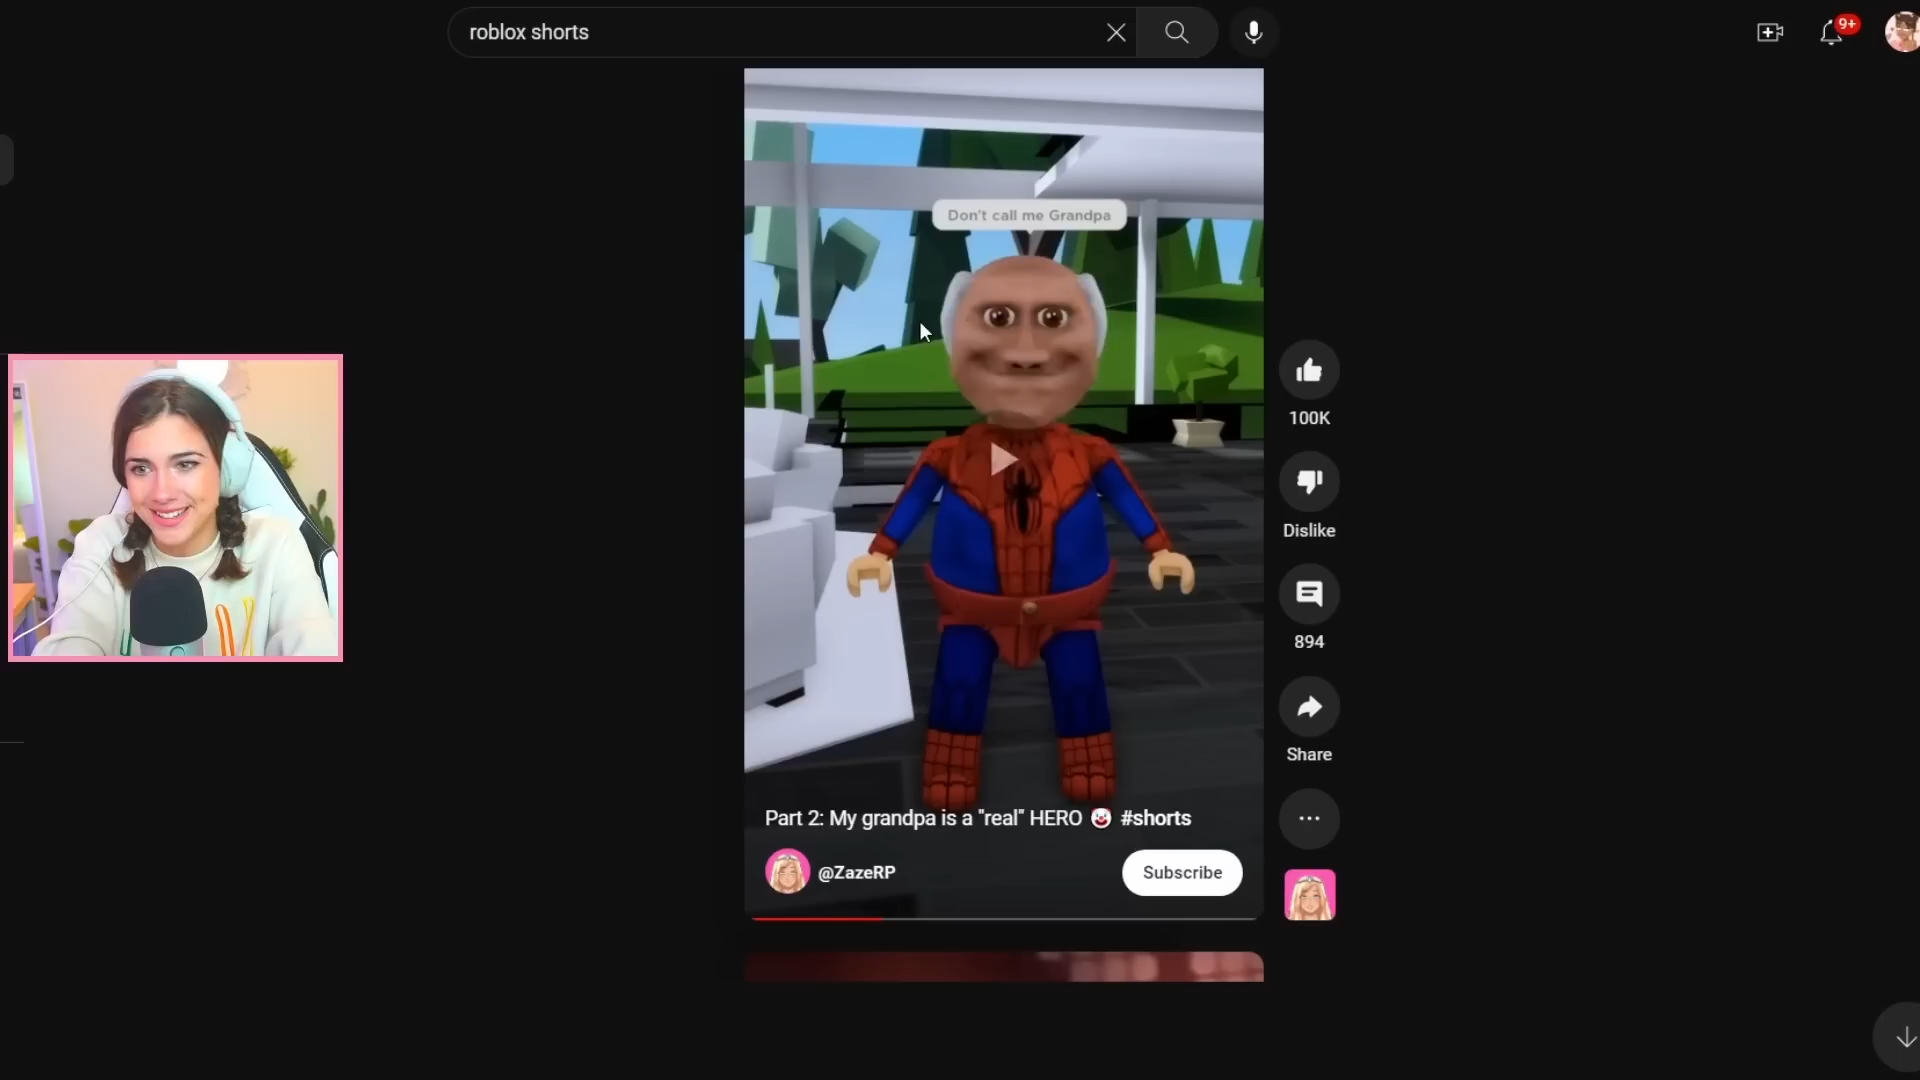 roblox shorts
9+
Don't call me Grandpa
100K
Dislike
894
Share
Part 2: My grandpa is a "real" HERO 🤡 #shorts
@ZazeRP
Subscribe